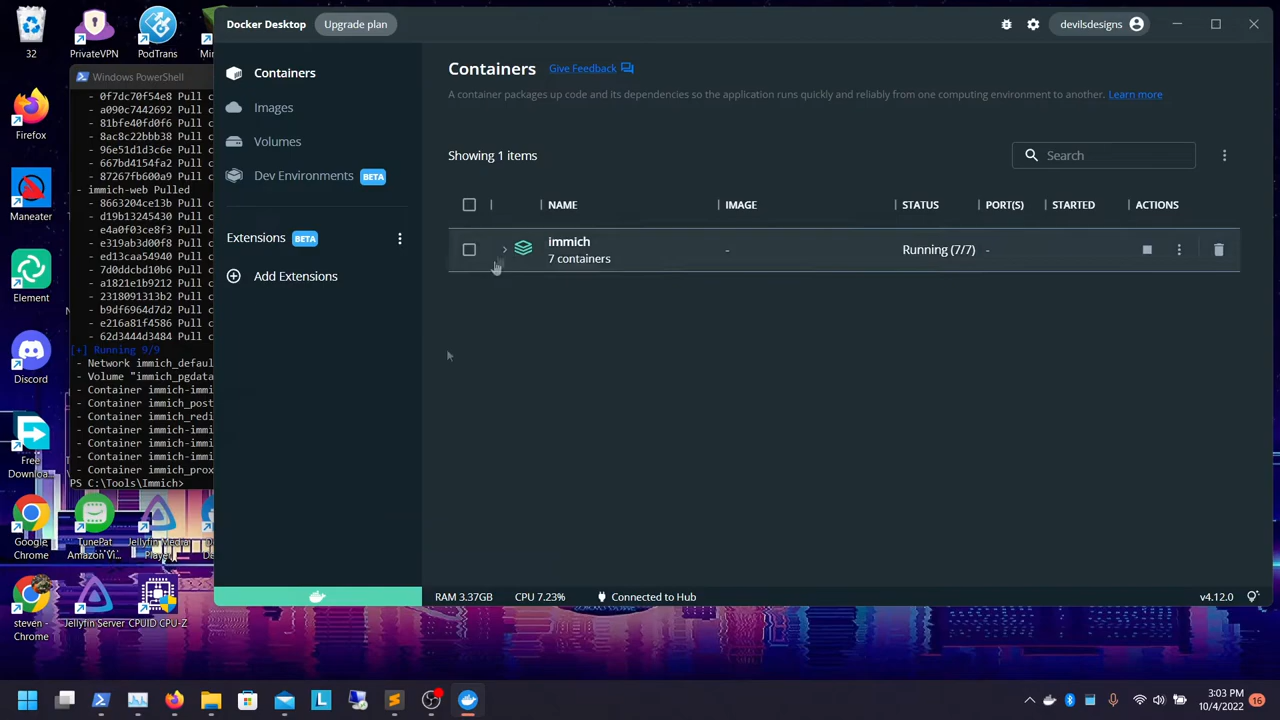 32
PrivateVPN
PodTrans
Firefox
Maneater
Element
Discord
Free
Downloa...
Google
Chrome
TunePat
Amazon Vi...
Jellyfin Media
Player
steven -
Chrome
Jellyfin Server
CPUID CPU-Z
Windows PowerShell
- 0f7dc70f54e8 Pull c
- a090c7442692 Pull c
- 81bfe40fd0f6 Pull c
- 8ac8c22bbb38 Pull c
- 96e51d1d3c6e Pull c
- 667bd4154fa2 Pull c
- 87267fb600a9 Pull c
- immich-web Pulled
- 8663204ce13b Pull c
- d19b13245430 Pull c
- e4a0f03ce8f3 Pull c
- e319ab3d00f8 Pull c
- ed13caa54940 Pull c
- 7d0ddcbd10b6 Pull c
- a1821e1b9212 Pull c
- 2318091313b2 Pull c
- b9df6964d7d2 Pull c
- e216a81f4586 Pull c
- 62d3444d3484 Pull c
[+] Running 9/9
- Network immich_defaul
- Volume "immich_pgdata
- Container immich-immi
- Container immich_post
- Container immich_redi
- Container immich-immi
- Container immich-immi
- Container immich-immi
- Container immich_prox
PS C:\Tools\Immich>
Docker Desktop
Upgrade plan
devilsdesigns
Containers
Images
Volumes
Dev Environments BETA
Extensions BETA
Add Extensions
Containers Give Feedback
A container packages up code and its dependencies so the application runs quickly and reliably from one computing environment to another. Learn more
Showing 1 items
Search
NAME IMAGE STATUS PORT(S) STARTED ACTIONS
immich
7 containers
- Running (7/7) -
RAM 3.37GB CPU 7.23% Connected to Hub v4.12.0
L
3:03 PM
10/4/2022
16